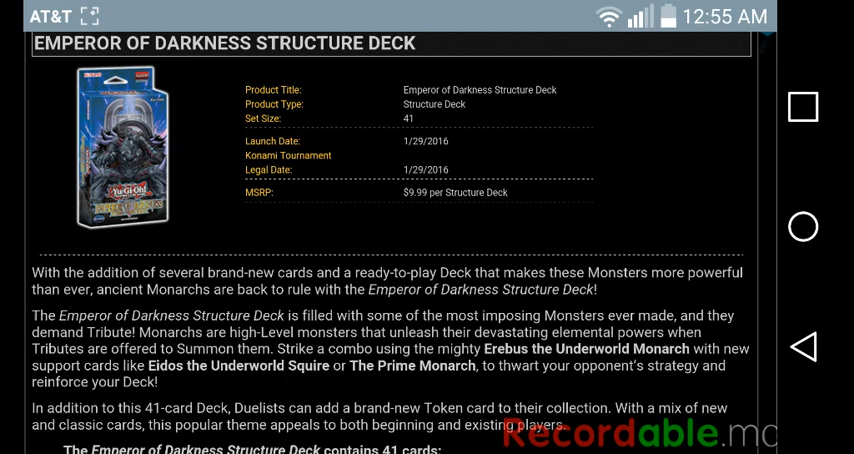 AT&T 12:55 AM
EMPEROR OF DARKNESS STRUCTURE DECK
KONAMI
Yu-Gi-Oh!
Product Title: Emperor of Darkness Structure Deck
Product Type: Structure Deck
Set Size: 41
Launch Date: 1/29/2016
Konami Tournament
Legal Date: 1/29/2016
MSRP: $9.99 per Structure Deck
With the addition of several brand-new cards and a ready-to-play Deck that makes these Monsters more powerful
than ever, ancient Monarchs are back to rule with the Emperor of Darkness Structure Deck!
The Emperor of Darkness Structure Deck is filled with some of the most imposing Monsters ever made, and they
demand Tribute! Monarchs are high-Level monsters that unleash their devastating elemental powers when
Tributes are offered to Summon them. Strike a combo using the mighty Erebus the Underworld Monarch with new
support cards like Eidos the Underworld Squire or The Prime Monarch, to thwart your opponent's strategy and
reinforce your Deck!
In addition to this 41-card Deck, Duelists can add a brand-new Token card to their collection. With a mix of new
and classic cards, this popular theme appeals to both beginning and existing players.
Recordable.mo
The Emperor of Darkness Structure Deck contains 41 cards: